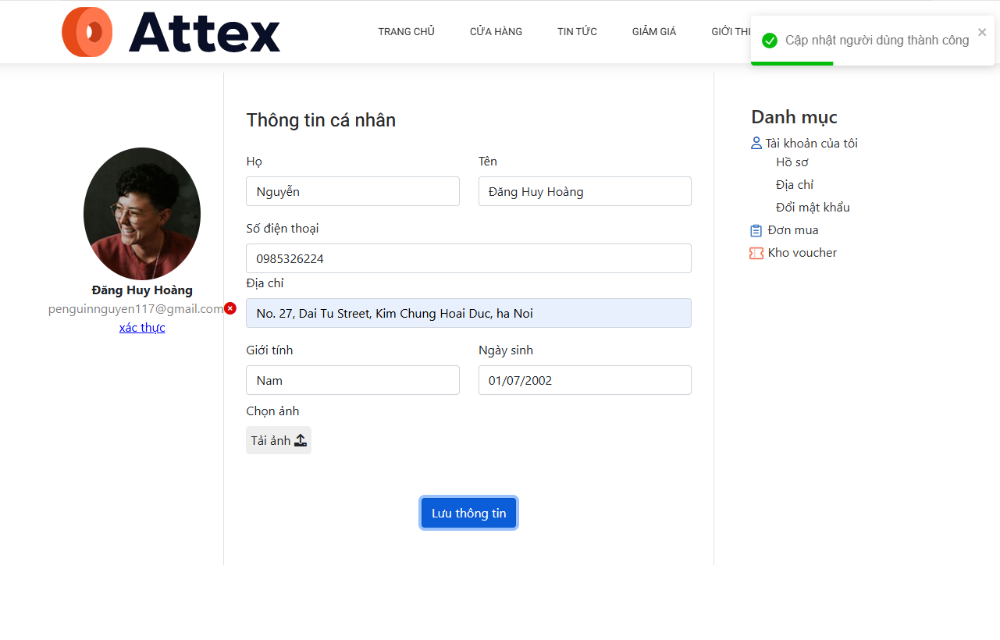 Attex
TRANG CHỦ CỬA HÀNG TIN TỨC GIẢM GIÁ GIỚI THI
Cập nhật người dùng thành công
Đăng Huy Hoàng
penguinnguyen117@gmail.com
xác thực
Thông tin cá nhân
Họ Tên
Nguyễn Đăng Huy Hoàng
Số điện thoại
0985326224
Địa chỉ
No. 27, Dai Tu Street, Kim Chung Hoai Duc, ha Noi
Giới tính Ngày sinh
Nam 01/07/2002
Chọn ảnh
Tải ảnh
Lưu thông tin
Danh mục
Tài khoản của tôi
Hồ sơ
Địa chỉ
Đổi mật khẩu
Đơn mua
Kho voucher